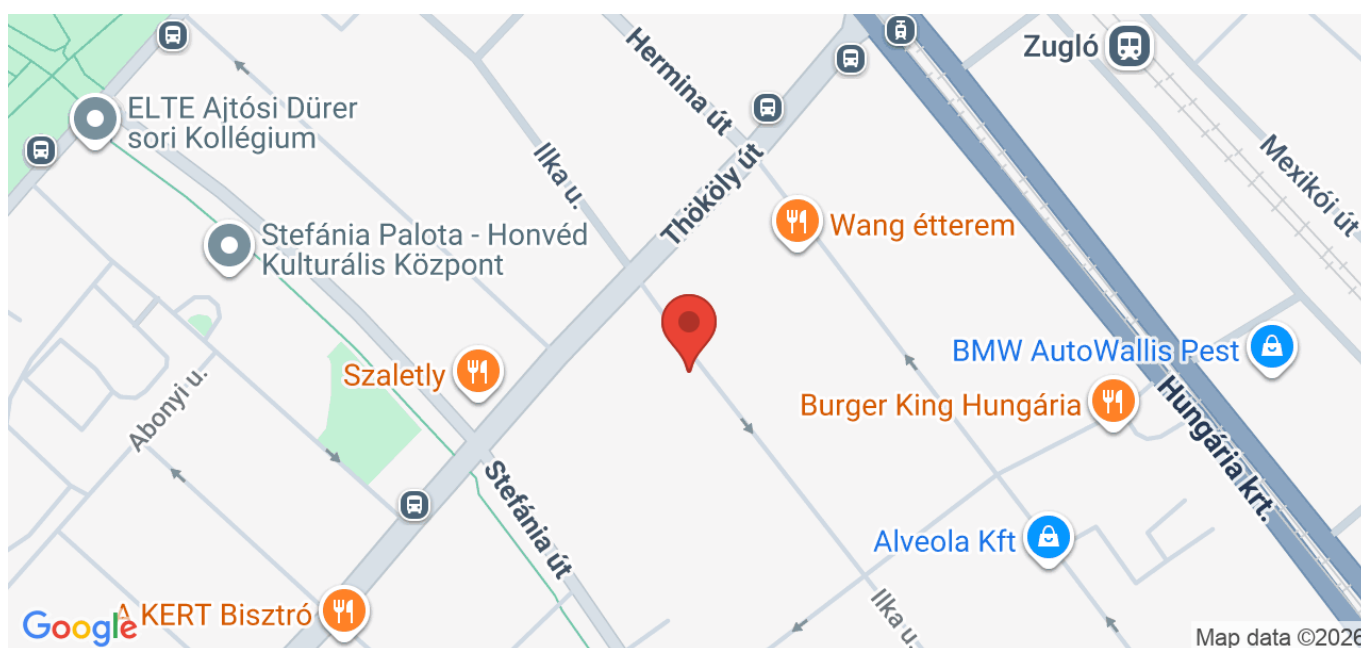 Hermina út
Zugló
ELTE Ajtósi Dürer
sori Kollégium
Ilka u.
Thököly út
Mexikói út
Stefánia Palota - Honvéd
Kulturális Központ
Wang étterem
Szaletly
BMW AutoWallis Pest
Abonyi u.
Burger King Hungária
Hungária krt.
Stefánia út
Alveola Kft
Ilka u.
A KERT Bisztró
Google
Map data ©2026